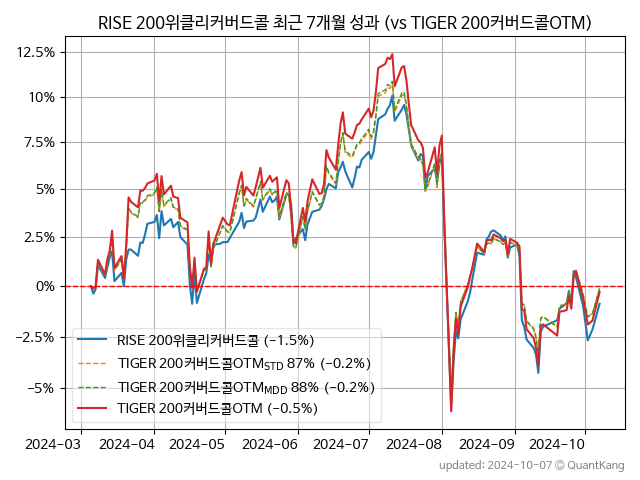 RISE 200위클리커버드콜 최근 7개월 성과 (vs TIGER 200커버드콜OTM)
12.5%
10%
7.5%
5%
2.5%
0%
−2.5%
−5%
RISE 200위클리커버드콜 (−1.5%)
TIGER 200커버드콜OTM_STD 87% (−0.2%)
TIGER 200커버드콜OTM_MDD 88% (−0.2%)
TIGER 200커버드콜OTM (−0.5%)
2024-03 2024-04 2024-05 2024-06 2024-07 2024-08 2024-09 2024-10
updated: 2024-10-07 © QuantKang